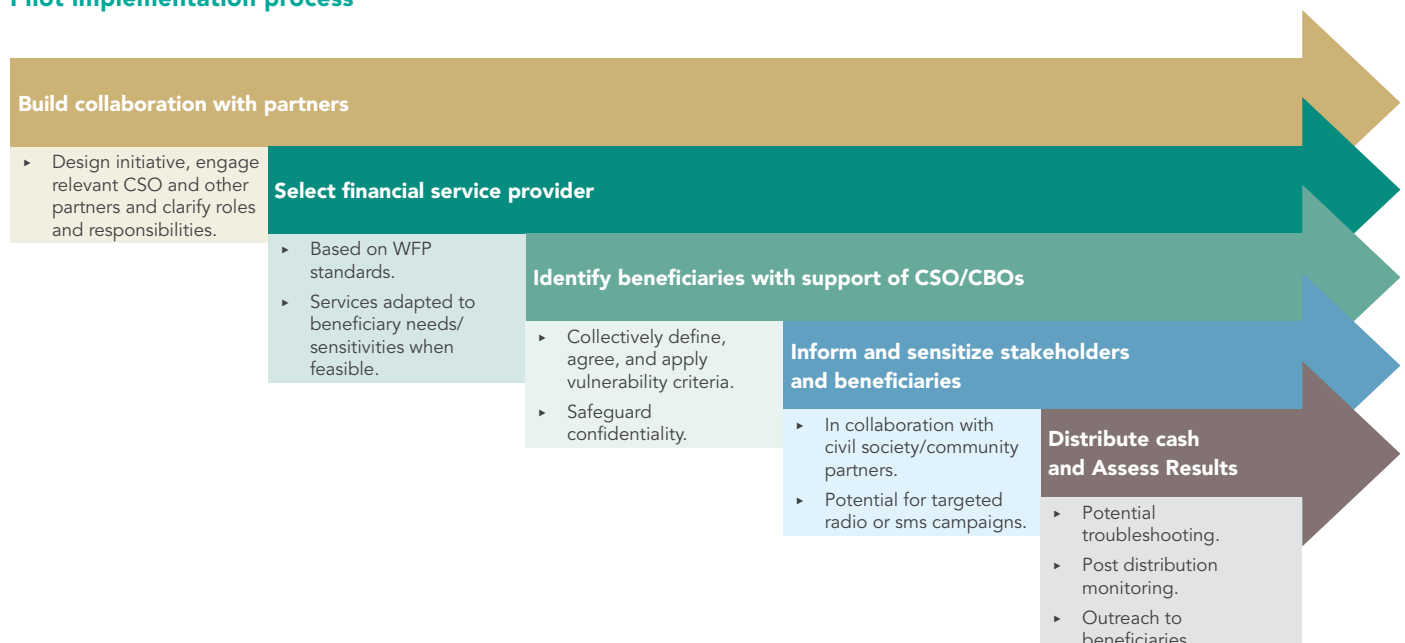 Pilot implementation process
Build collaboration with partners
▸ Design initiative, engage
relevant CSO and other
partners and clarify roles
and responsibilities.
Select financial service provider
▸ Based on WFP
standards.
▸ Services adapted to
beneficiary needs/
sensitivities when
feasible.
Identify beneficiaries with support of CSO/CBOs
▸ Collectively define,
agree, and apply
vulnerability criteria.
▸ Safeguard
confidentiality.
Inform and sensitize stakeholders
and beneficiaries
▸ In collaboration with
civil society/community
partners.
▸ Potential for targeted
radio or sms campaigns.
Distribute cash
and Assess Results
▸ Potential
troubleshooting.
▸ Post distribution
monitoring.
▸ Outreach to
beneficiaries